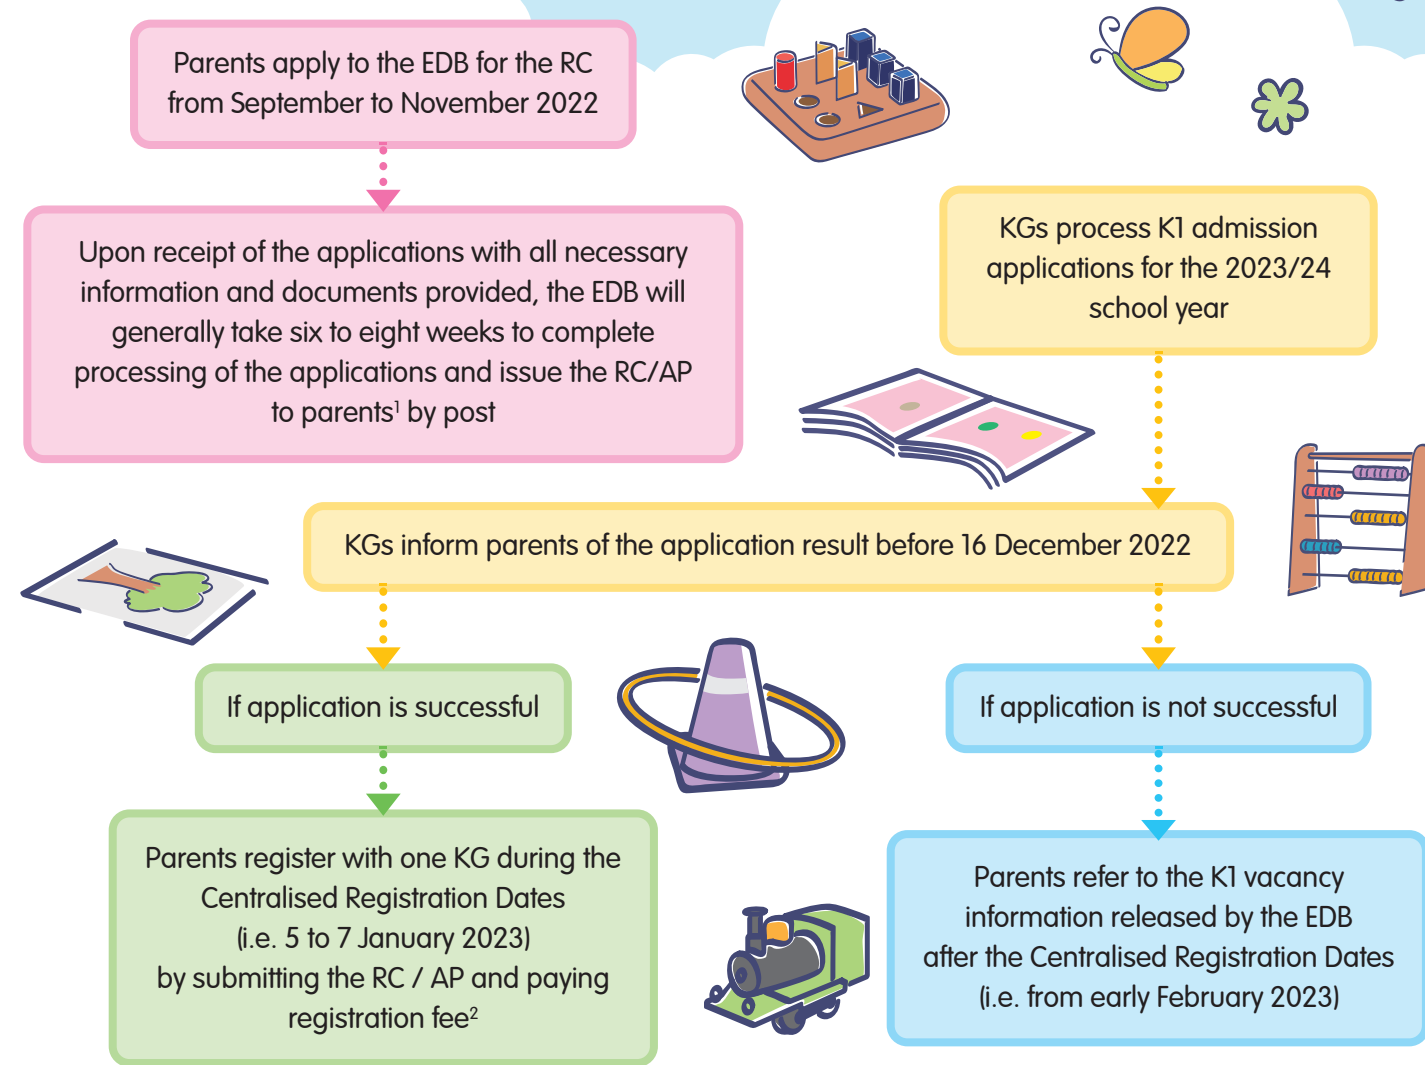 Parents apply to the EDB for the RC
from September to November 2022
Upon receipt of the applications with all necessary
information and documents provided, the EDB will
generally take six to eight weeks to complete
processing of the applications and issue the RC/AP
to parents¹ by post
KGs process K1 admission
applications for the 2023/24
school year
KGs inform parents of the application result before 16 December 2022
If application is successful
If application is not successful
Parents register with one KG during the
Centralised Registration Dates
(i.e. 5 to 7 January 2023)
by submitting the RC / AP and paying
registration fee²
Parents refer to the K1 vacancy
information released by the EDB
after the Centralised Registration Dates
(i.e. from early February 2023)